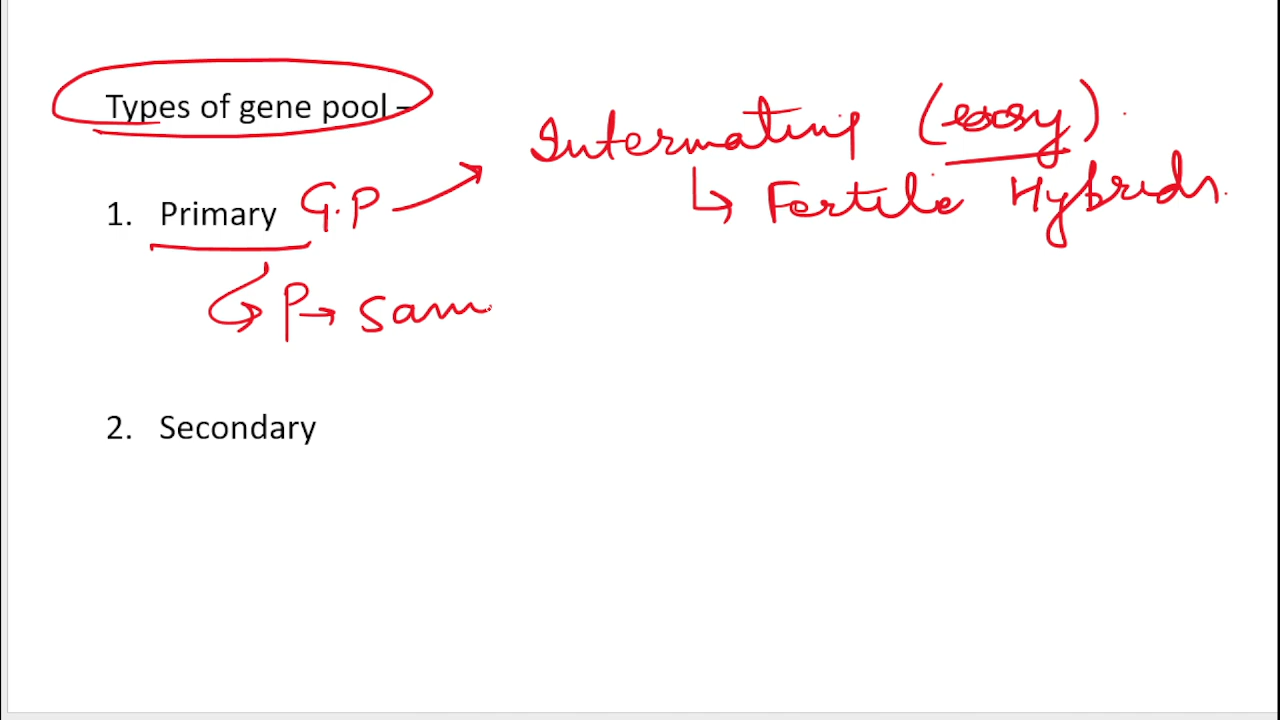 Types of gene pool –
Intermating (easy).
↳ Fertile Hybrids.
1. Primary G.P →
↳ P → Sam
2. Secondary